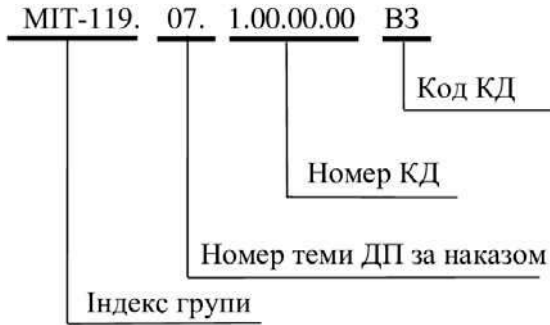 МІТ-119. 07. 1.00.00.00 ВЗ
Код КД
Номер КД
Номер теми ДП за наказом
Індекс групи